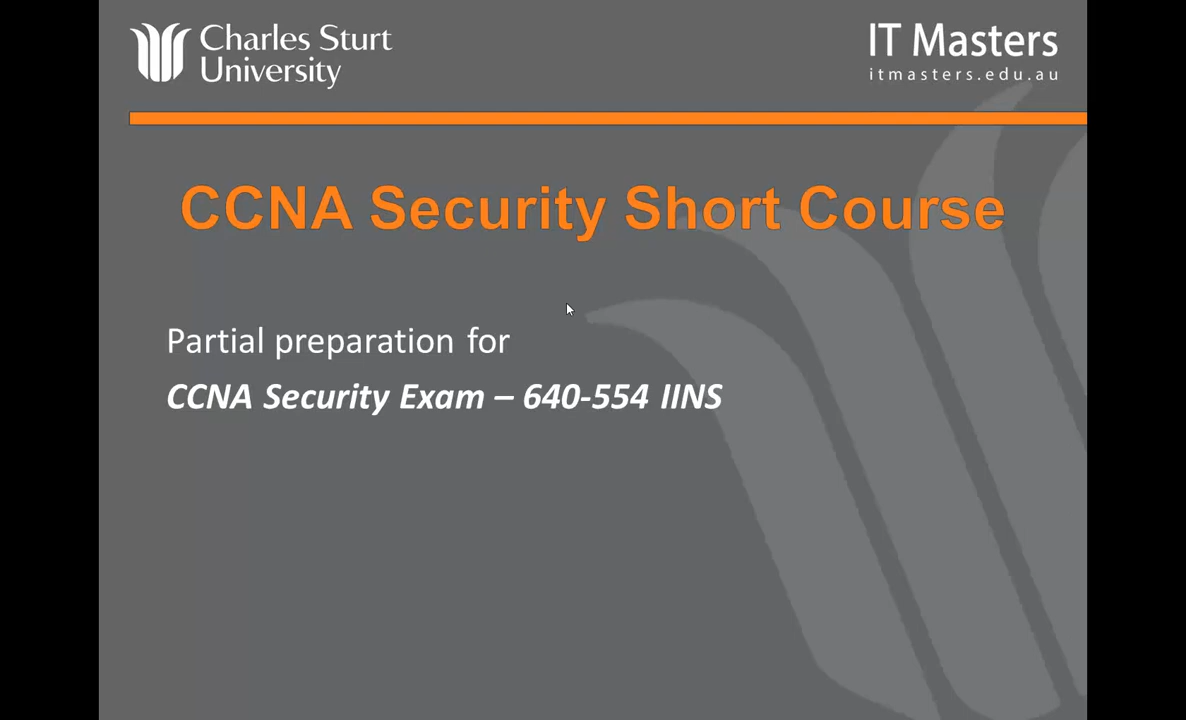 Charles Sturt
University
IT Masters
itmasters.edu.au
CCNA Security Short Course
Partial preparation for
CCNA Security Exam – 640-554 IINS